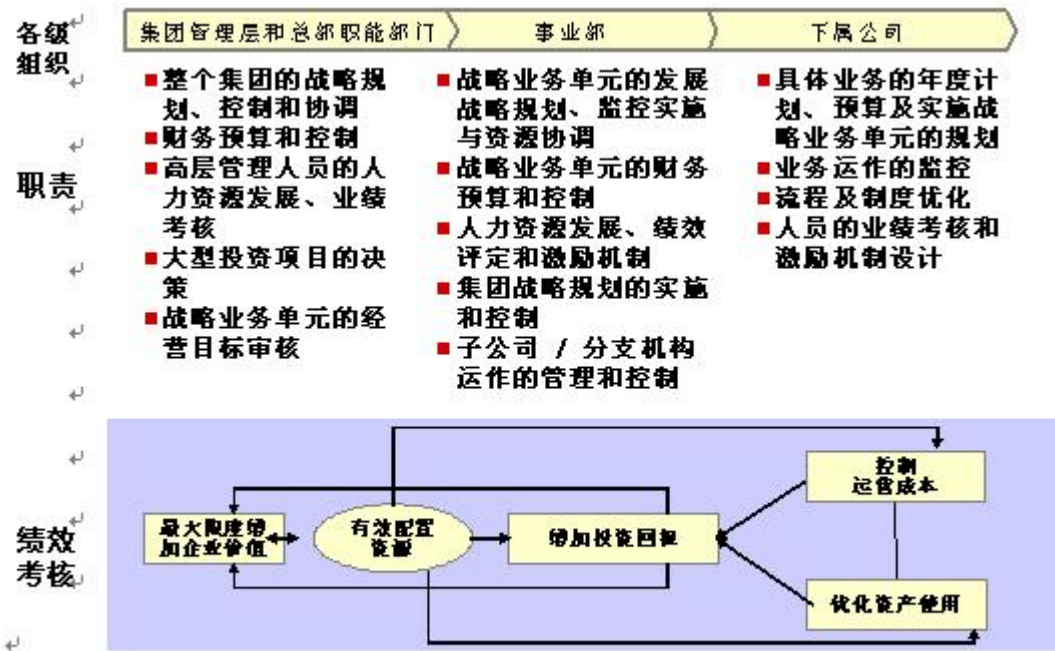 各级
组织
集团管理层和总部职能部门
事业部
下属公司
职责
■整个集团的战略规
划、控制和协调
■财务预算和控制
■高层管理人员的人
力资源发展、业绩
考核
■大型投资项目的决
策
■战略业务单元的经
营目标审核
■战略业务单元的发展
战略规划、监控实施
与资源协调
■战略业务单元的财务
预算和控制
■人力资源发展、绩效
评定和激励机制
■集团战略规划的实施
和控制
■子公司 / 分支机构
运作的管理和控制
■具体业务的年度计
划、预算及实施战
略业务单元的规划
■业务运作的监控
■流程及制度优化
■人员的业绩考核和
激励机制设计
绩效
考核
最大限度增
加企业价值
有效配置
资源
增加投资回报
控制
运营成本
优化资产使用